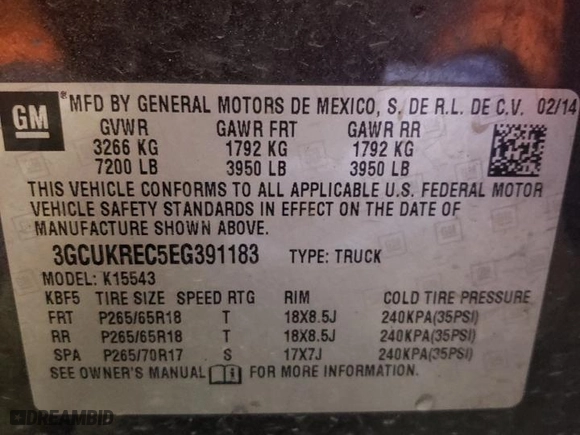 GM
MFD BY GENERAL MOTORS DE MEXICO, S. DE R.L. DE C.V. 02/14
GVWR GAWR FRT GAWR RR
3266 KG 1792 KG 1792 KG
7200 LB 3950 LB 3950 LB
THIS VEHICLE CONFORMS TO ALL APPLICABLE U.S. FEDERAL MOTOR
VEHICLE SAFETY STANDARDS IN EFFECT ON THE DATE OF
MANUFACTURE SHOWN ABOVE.
3GCUKREC5EG391183 TYPE: TRUCK
MODEL: K15543
KBF5 TIRE SIZE SPEED RTG RIM COLD TIRE PRESSURE
FRT P265/65R18 T 18X8.5J 240KPA(35PSI)
RR P265/65R18 T 18X8.5J 240KPA(35PSI)
SPA P265/70R17 S 17X7J 240KPA(35PSI)
SEE OWNER'S MANUAL FOR MORE INFORMATION.
DREAMBID